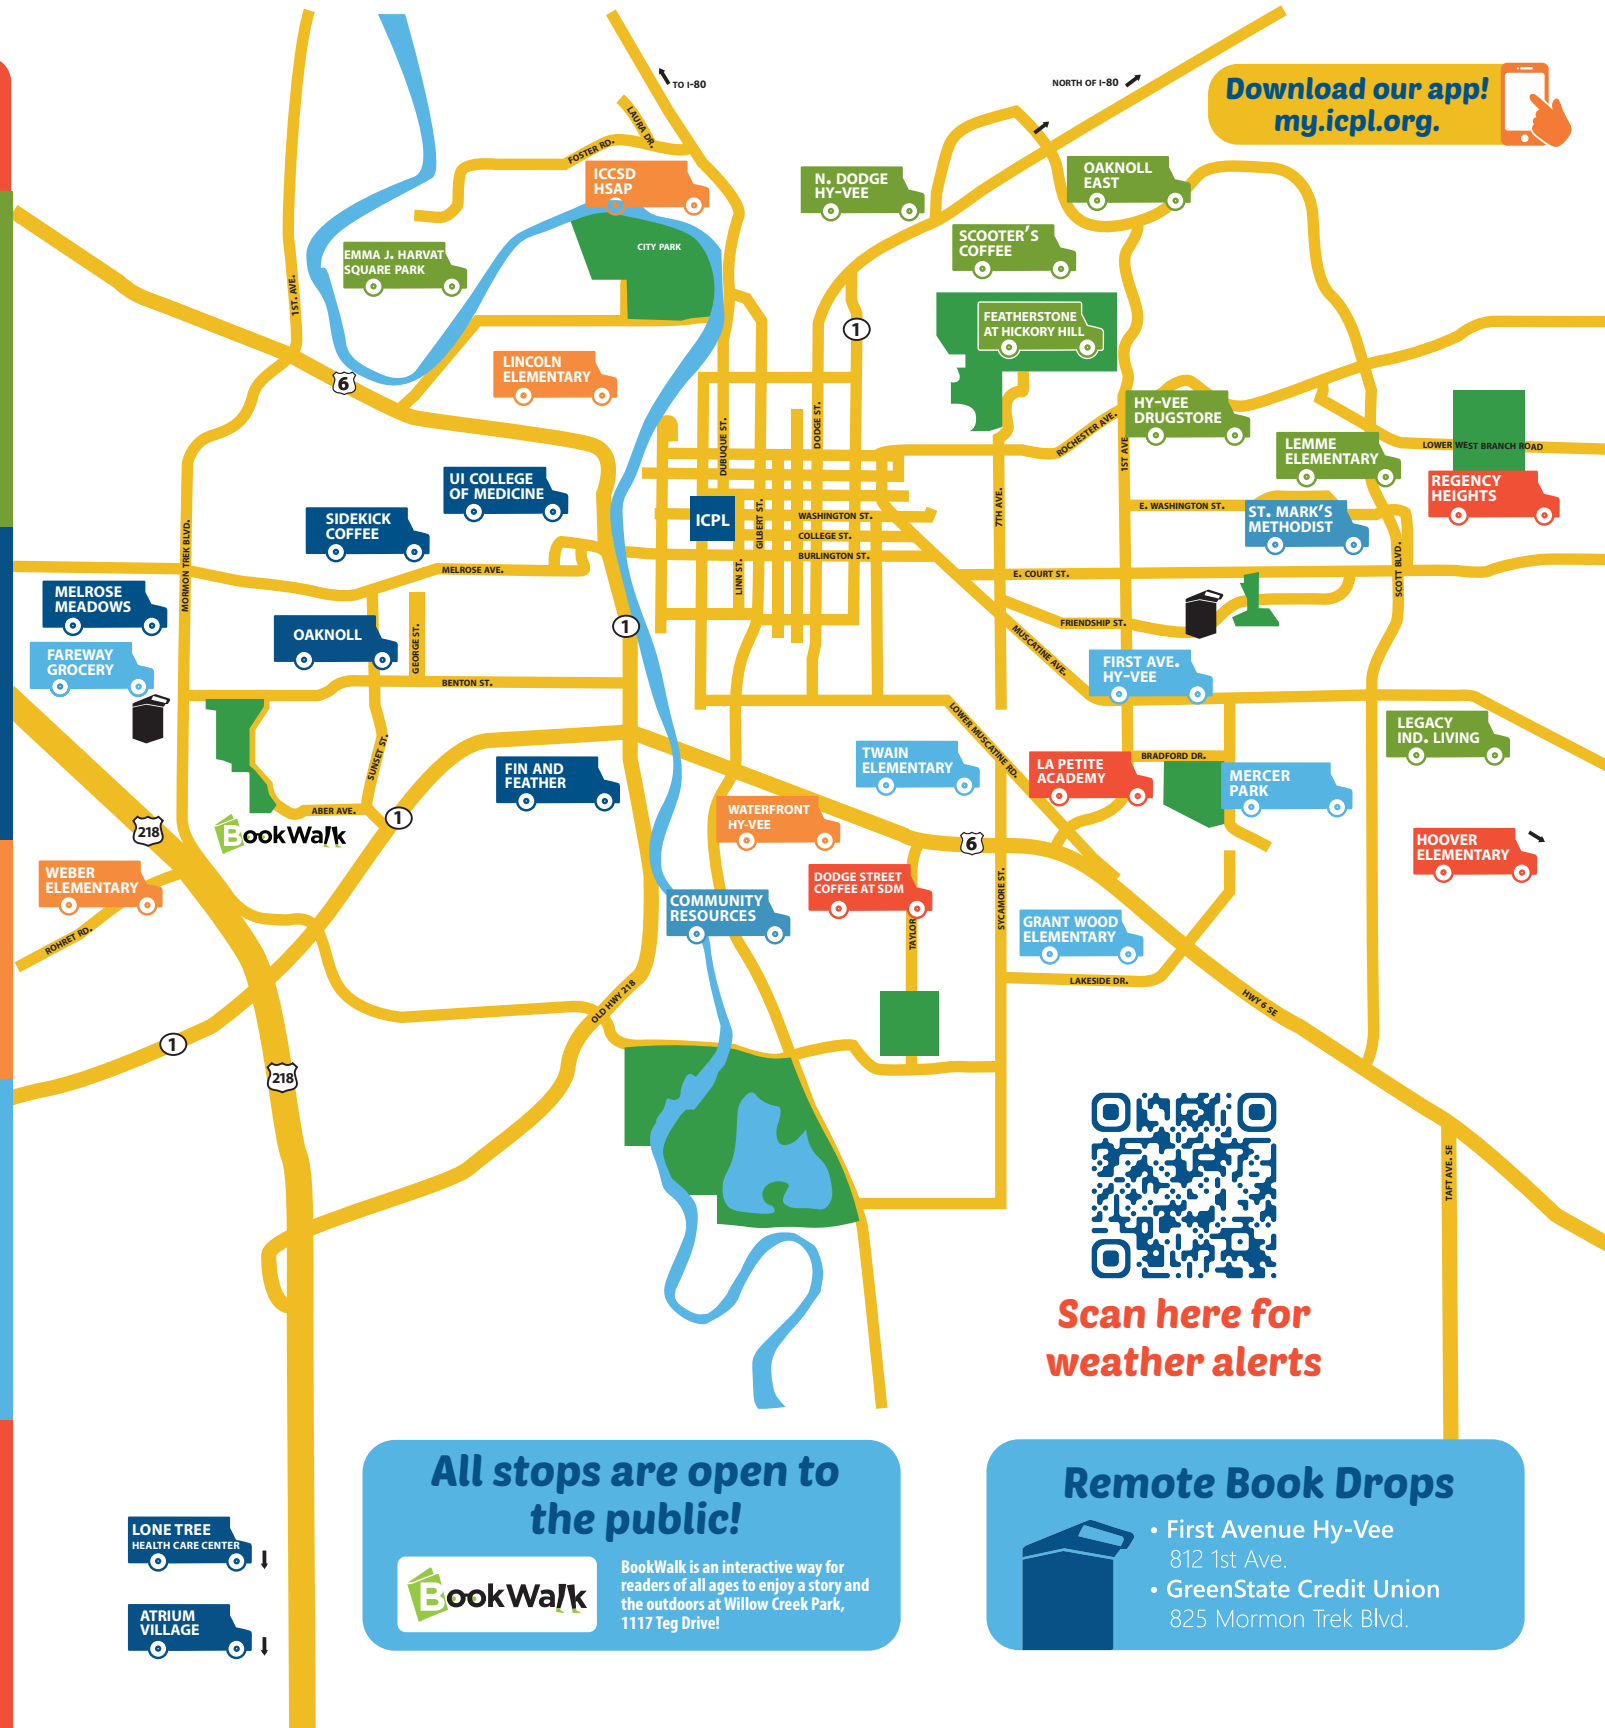 TO I-80
NORTH OF I-80
Download our app!
my.icpl.org.
LAURA DR.
FOSTER RD.
ICCSD
HSAP
N. DODGE
HY-VEE
OAKNOLL
EAST
SCOOTER'S
COFFEE
CITY PARK
EMMA J. HARVAT
SQUARE PARK
1ST. AVE.
FEATHERSTONE
AT HICKORY HILL
1
6
LINCOLN
ELEMENTARY
HY-VEE
DRUGSTORE
DUBUQUE ST.
DODGE ST.
ROCHESTER AVE.
1ST AVE
LEMME
ELEMENTARY
LOWER WEST BRANCH ROAD
REGENCY
HEIGHTS
UI COLLEGE
OF MEDICINE
SIDEKICK
COFFEE
ICPL
GILBERT ST.
WASHINGTON ST.
COLLEGE ST.
BURLINGTON ST.
7TH AVE.
E. WASHINGTON ST.
ST. MARK'S
METHODIST
MORMON TREK BLVD.
MELROSE AVE.
LINN ST.
E. COURT ST.
SCOTT BLVD.
MELROSE
MEADOWS
OAKNOLL
GEORGE ST.
1
FRIENDSHIP ST.
MUSCATINE AVE.
FAREWAY
GROCERY
FIRST AVE.
HY-VEE
BENTON ST.
LOWER MUSCATINE RD.
LEGACY
IND. LIVING
SUNSET ST.
FIN AND
FEATHER
TWAIN
ELEMENTARY
LA PETITE
ACADEMY
BRADFORD DR.
MERCER
PARK
ABER AVE.
1
218
BookWalk
WATERFRONT
HY-VEE
6
HOOVER
ELEMENTARY
WEBER
ELEMENTARY
DODGE STREET
COFFEE AT SDM
SYCAMORE ST.
COMMUNITY
RESOURCES
TAYLOR
GRANT WOOD
ELEMENTARY
ROHRET RD.
LAKESIDE DR.
OLD HWY 218
HWY 6 SE
1
218
TAFT AVE. SE
Scan here for
weather alerts
All stops are open to
the public!
BookWalk
BookWalk is an interactive way for
readers of all ages to enjoy a story and
the outdoors at Willow Creek Park,
1117 Teg Drive!
Remote Book Drops
• First Avenue Hy-Vee
812 1st Ave.
• GreenState Credit Union
825 Mormon Trek Blvd.
LONE TREE
HEALTH CARE CENTER
ATRIUM
VILLAGE